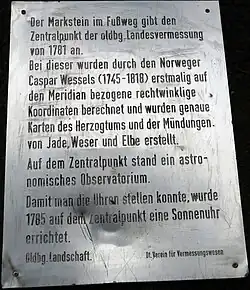 Der Markstein im Fußweg gibt den
Zentralpunkt der oldbg. Landesvermessung
von 1781 an.
Bei dieser wurden durch den Norweger
Caspar Wessels (1745-1818) erstmalig auf
den Meridian bezogene rechtwinklige
Koordinaten berechnet und wurden genaue
Karten des Herzogtums und der Mündungen
von Jade, Weser und Elbe erstellt.
Auf dem Zentralpunkt stand ein astro-
nomisches Observatorium.
Damit man die Uhren stellen konnte, wurde
1785 auf dem Zentralpunkt eine Sonnenuhr
errichtet.
Oldbg. Landschaft. Dt. Verein für Vermessungswesen